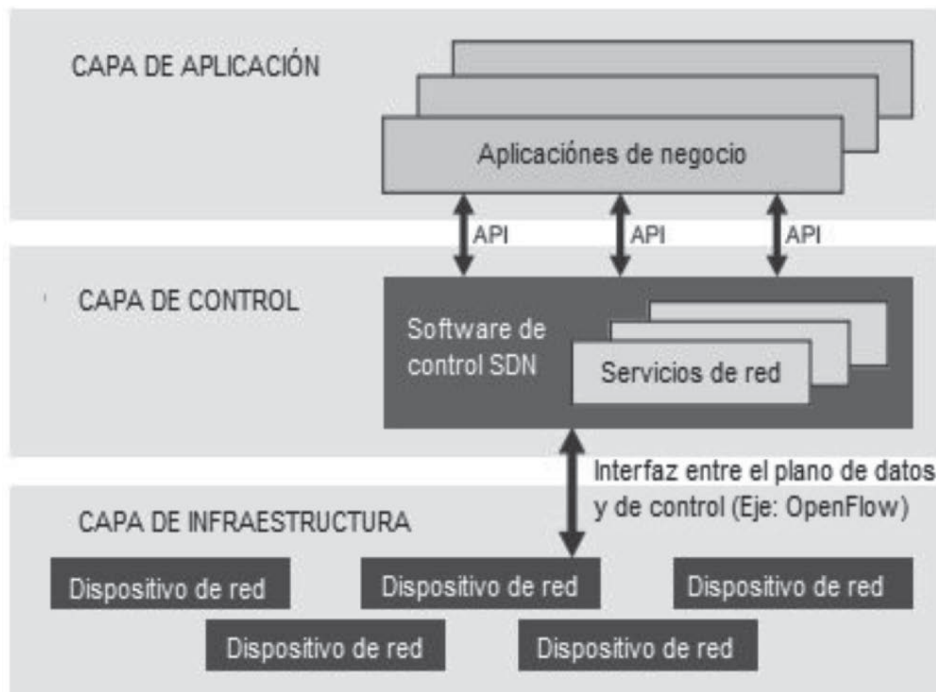 CAPA DE APLICACIÓN
Aplicaciónes de negocio
API
API
API
CAPA DE CONTROL
Software de
control SDN
Servicios de red
Interfaz entre el plano de datos
y de control (Eje: OpenFlow)
CAPA DE INFRAESTRUCTURA
Dispositivo de red
Dispositivo de red
Dispositivo de red
Dispositivo de red
Dispositivo de red